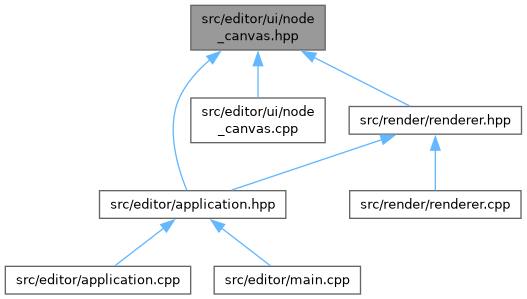 src/editor/ui/node
_canvas.hpp
src/editor/ui/node
_canvas.cpp
src/render/renderer.hpp
src/editor/application.hpp
src/render/renderer.cpp
src/editor/application.cpp
src/editor/main.cpp